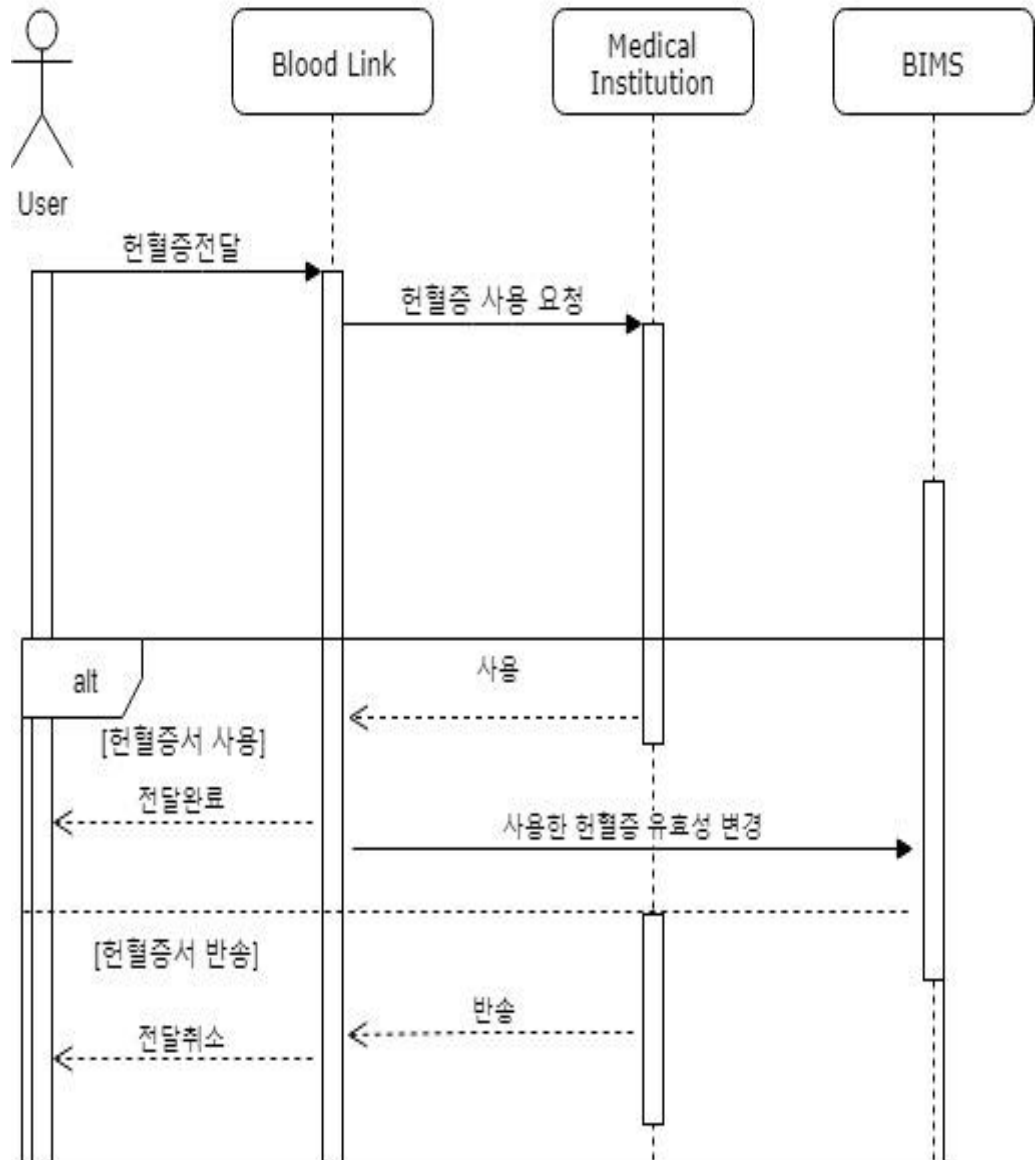 Blood Link
Medical
Institution
BIMS
User
헌혈증전달
헌혈증 사용 요청
alt
사용
[헌혈증서 사용]
전달완료
사용한 헌혈증 유효성 변경
[헌혈증서 반송]
반송
전달취소